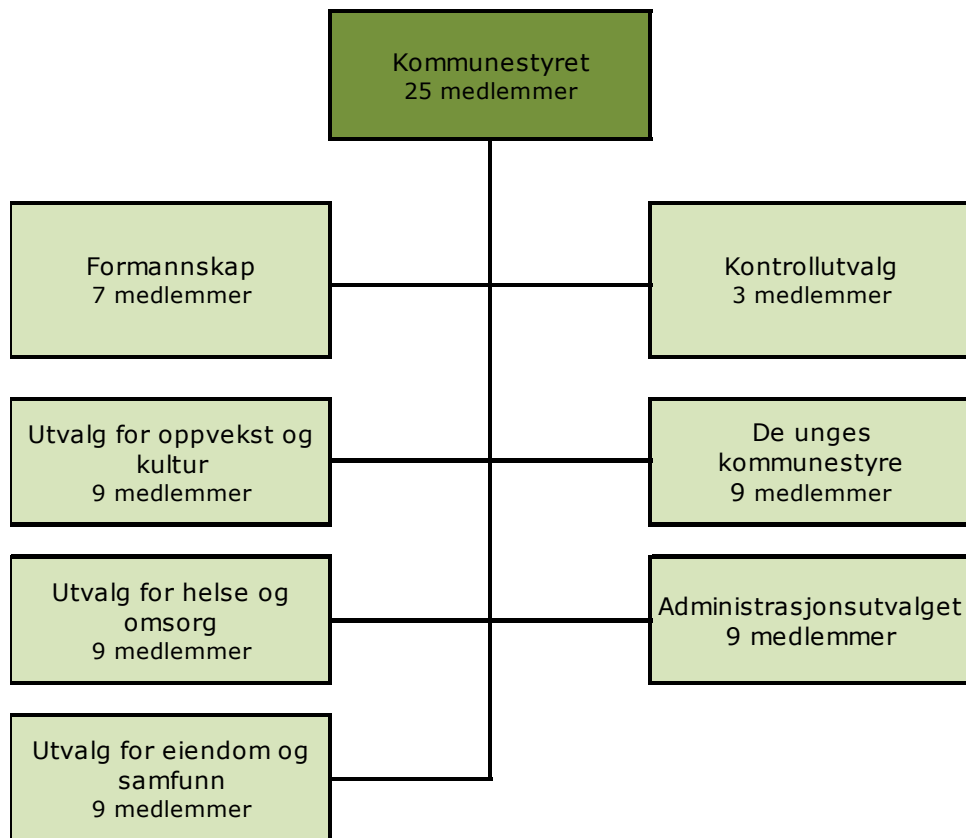 Kommunestyret
25 medlemmer
Formannskap
7 medlemmer
Kontrollutvalg
3 medlemmer
Utvalg for oppvekst og
kultur
9 medlemmer
De unges
kommunestyre
9 medlemmer
Utvalg for helse og
omsorg
9 medlemmer
Administrasjonsutvalget
9 medlemmer
Utvalg for eiendom og
samfunn
9 medlemmer